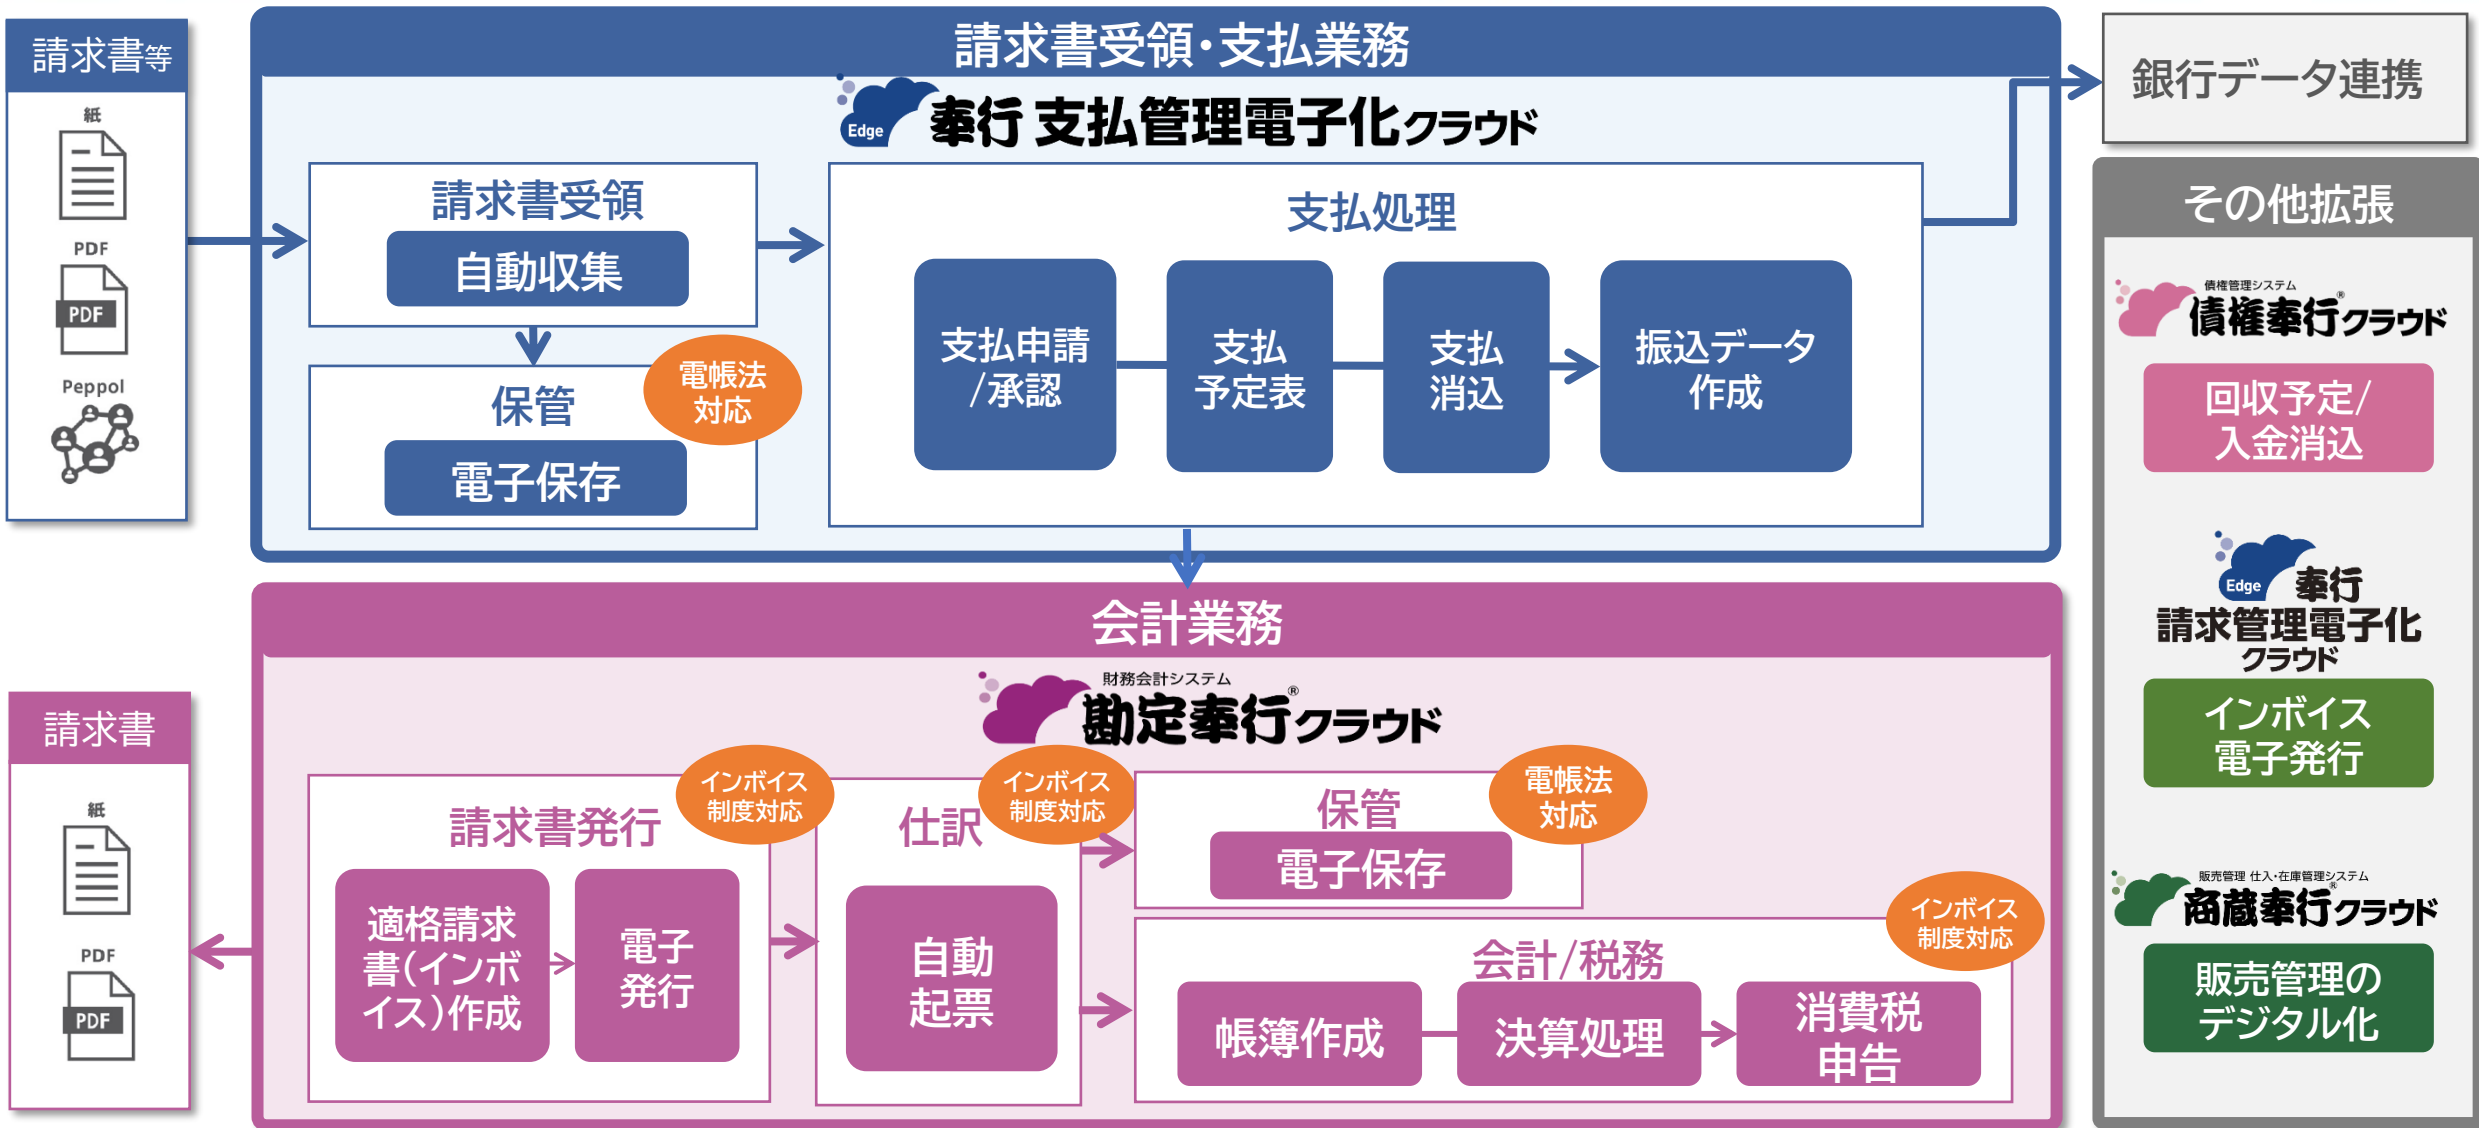 請求書等
紙
PDF
PDF
Peppol
請求書受領・支払業務
Edge
奉行 支払管理電子化クラウド
請求書受領
自動収集
保管
電帳法
対応
電子保存
支払処理
支払申請
/承認
支払
予定表
支払
消込
振込データ
作成
銀行データ連携
その他拡張
債権管理システム
債権奉行®クラウド
回収予定/
入金消込
Edge
奉行
請求管理電子化
クラウド
インボイス
電子発行
販売管理 仕入・在庫管理システム
商蔵奉行®クラウド
販売管理の
デジタル化
請求書
紙
PDF
PDF
会計業務
財務会計システム
勘定奉行®クラウド
請求書発行
インボイス
制度対応
適格請求
書(インボ
イス)作成
電子
発行
仕訳
インボイス
制度対応
自動
起票
保管
電帳法
対応
電子保存
会計/税務
インボイス
制度対応
帳簿作成
決算処理
消費税
申告